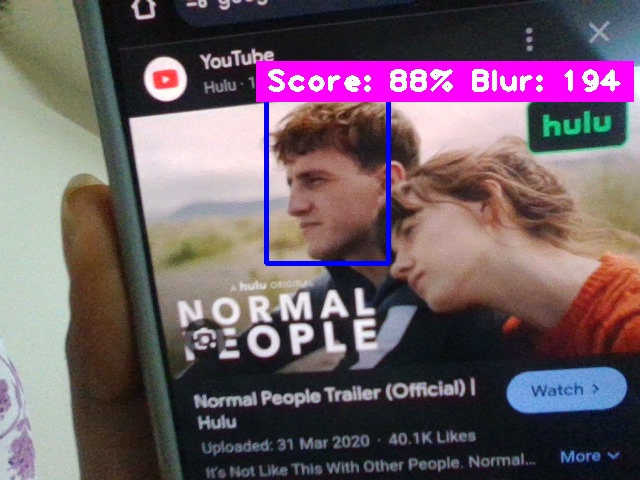 YouTube
Score: 88% Blur: 194
Hulu · 1
hulu
A hulu ORIGINAL
NORMAL
PEOPLE
Normal People Trailer (Official) |
Hulu
Watch >
Uploaded: 31 Mar 2020 · 40.1K Likes
It's Not Like This With Other People. Normal...
More